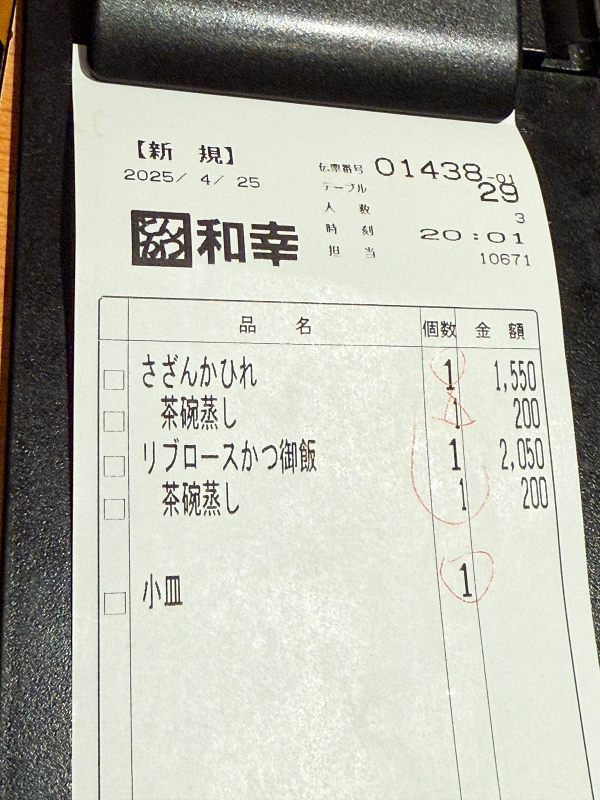 【新 規】
2025/ 4/ 25
伝票番号 01438-01
テーブル 29
人 数 3
時 刻 20:01
担 当 10671
和幸
品 名 個数 金 額
さざんかひれ 1 1,550
茶碗蒸し 1 200
リブロースかつ御飯 1 2,050
茶碗蒸し 1 200
小皿 1